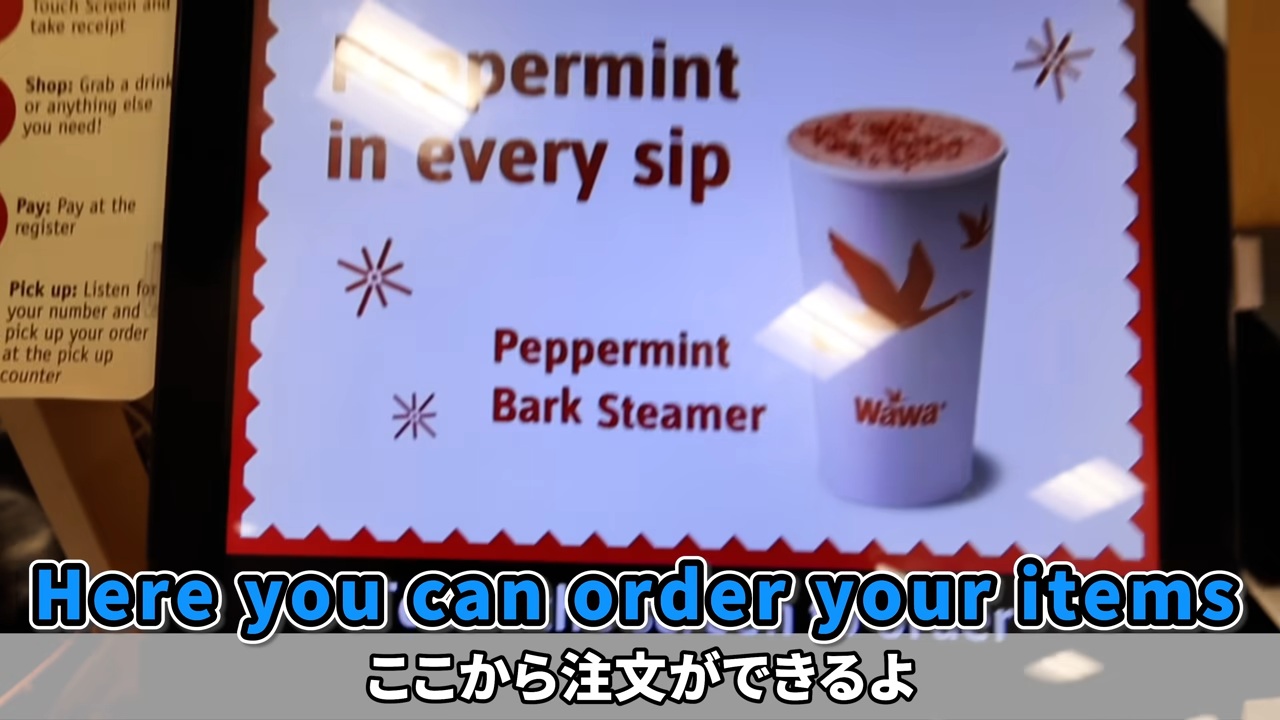 Touch Screen and
take receipt
Shop: Grab a drink
or anything else
you need!
Pay: Pay at the
register
Pick up: Listen for
your number and
pick up your order
at the pick up
counter
Peppermint
in every sip
Peppermint
Bark Steamer
Wawa
Here you can order your items
ここから注文ができるよ